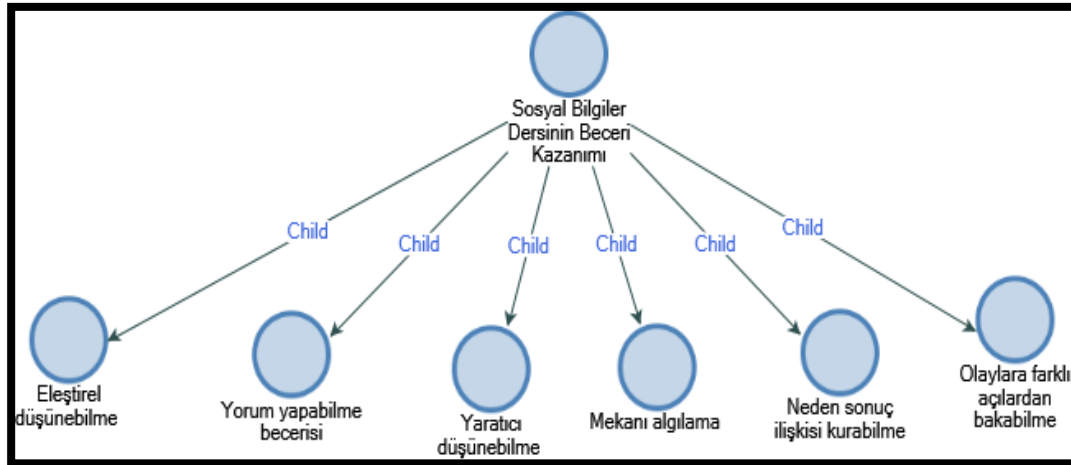 Sosyal Bilgiler
Dersinin Beceri
Kazanımı
Child
Child
Child
Child
Child
Child
Eleştirel
düşünebilme
Yorum yapabilme
becerisi
Yaratıcı
düşünebilme
Mekanı algılama
Neden sonuç
ilişkisi kurabilme
Olaylara farklı
açılardan
bakabilme